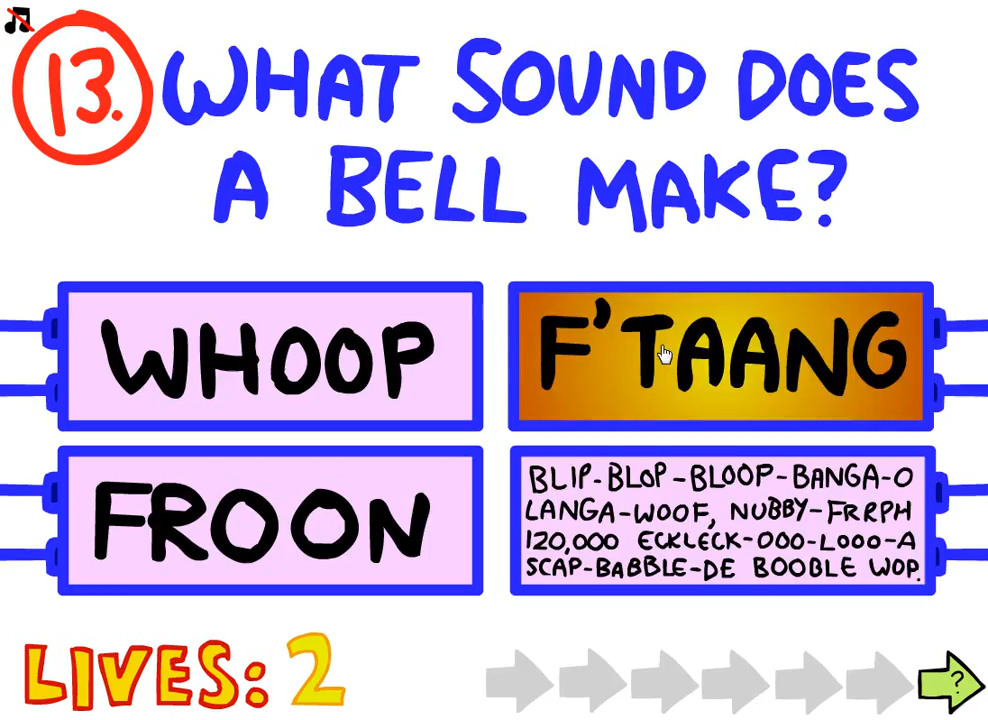 13. WHAT SOUND DOES
A BELL MAKE?
WHOOP
F'TAANG
FROON
BLIP-BLOP-BLOOP-BANGA-O
LANGA-WOOF, NUBBY-FRRPH
120,000 ECKLECK-OOO-LOOO-A
SCAP-BABBLE-DE BOOBLE WOP.
LIVES: 2
?